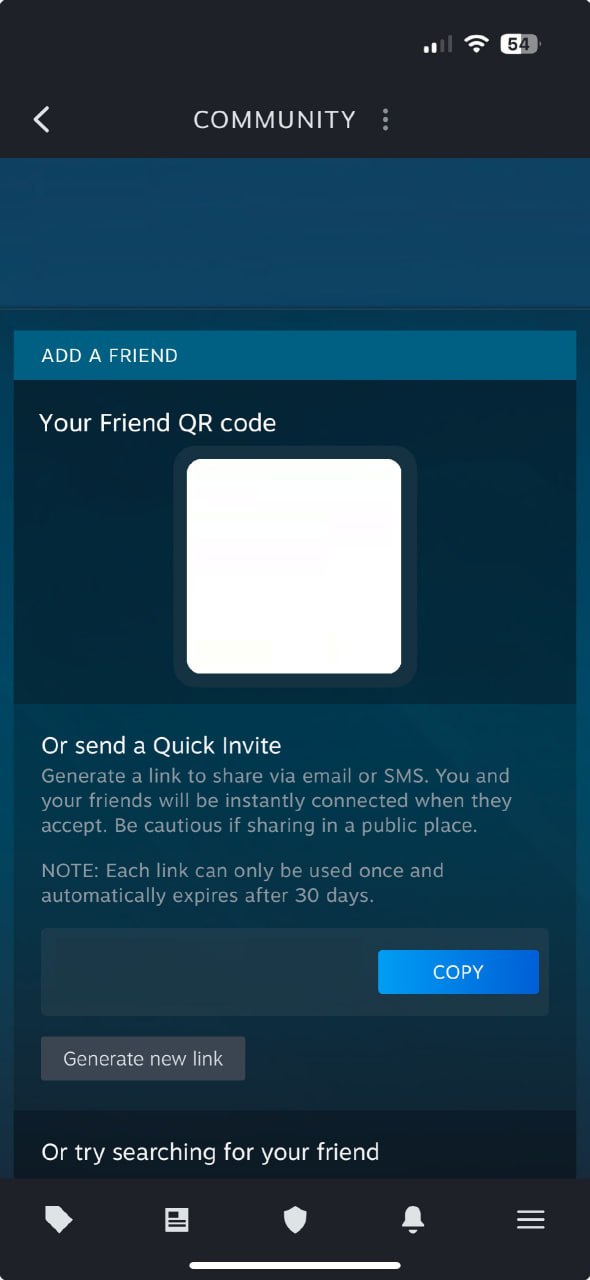 54
COMMUNITY
ADD A FRIEND
Your Friend QR code
Or send a Quick Invite
Generate a link to share via email or SMS. You and
your friends will be instantly connected when they
accept. Be cautious if sharing in a public place.
NOTE: Each link can only be used once and
automatically expires after 30 days.
COPY
Generate new link
Or try searching for your friend